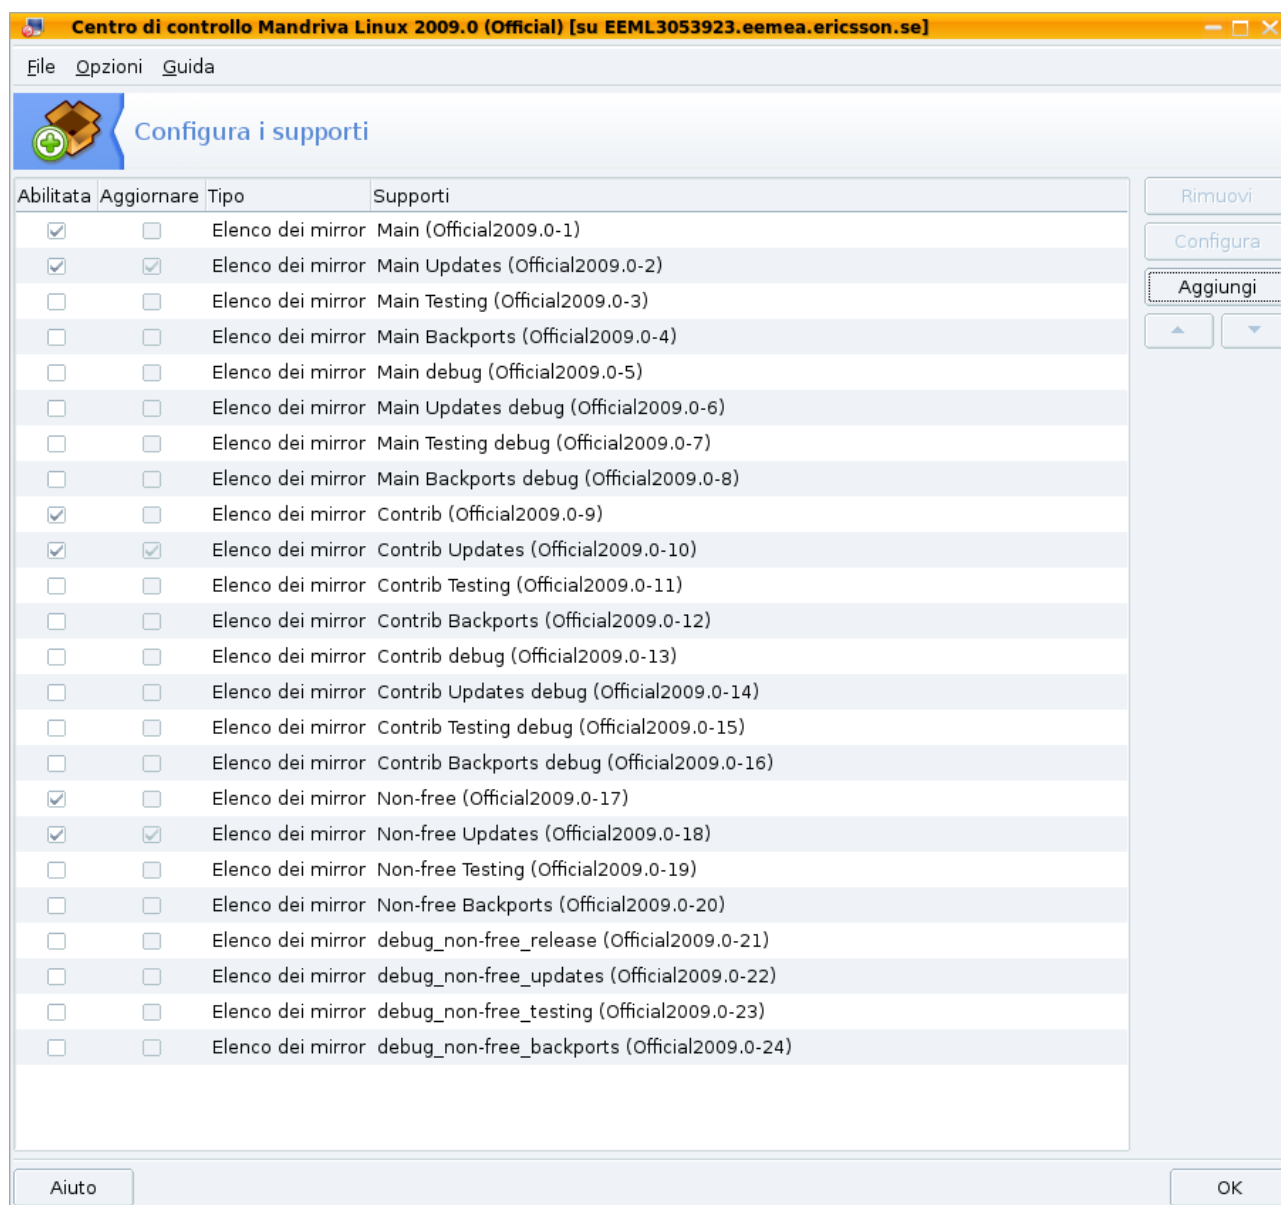 Centro di controllo Mandriva Linux 2009.0 (Official) [su EEML3053923.eemea.ericsson.se]
File Opzioni Guida
Configura i supporti
Abilitata Aggiornare Tipo Supporti
Elenco dei mirror Main (Official2009.0-1)
Elenco dei mirror Main Updates (Official2009.0-2)
Elenco dei mirror Main Testing (Official2009.0-3)
Elenco dei mirror Main Backports (Official2009.0-4)
Elenco dei mirror Main debug (Official2009.0-5)
Elenco dei mirror Main Updates debug (Official2009.0-6)
Elenco dei mirror Main Testing debug (Official2009.0-7)
Elenco dei mirror Main Backports debug (Official2009.0-8)
Elenco dei mirror Contrib (Official2009.0-9)
Elenco dei mirror Contrib Updates (Official2009.0-10)
Elenco dei mirror Contrib Testing (Official2009.0-11)
Elenco dei mirror Contrib Backports (Official2009.0-12)
Elenco dei mirror Contrib debug (Official2009.0-13)
Elenco dei mirror Contrib Updates debug (Official2009.0-14)
Elenco dei mirror Contrib Testing debug (Official2009.0-15)
Elenco dei mirror Contrib Backports debug (Official2009.0-16)
Elenco dei mirror Non-free (Official2009.0-17)
Elenco dei mirror Non-free Updates (Official2009.0-18)
Elenco dei mirror Non-free Testing (Official2009.0-19)
Elenco dei mirror Non-free Backports (Official2009.0-20)
Elenco dei mirror debug_non-free_release (Official2009.0-21)
Elenco dei mirror debug_non-free_updates (Official2009.0-22)
Elenco dei mirror debug_non-free_testing (Official2009.0-23)
Elenco dei mirror debug_non-free_backports (Official2009.0-24)
Rimuovi
Configura
Aggiungi
Aiuto
OK